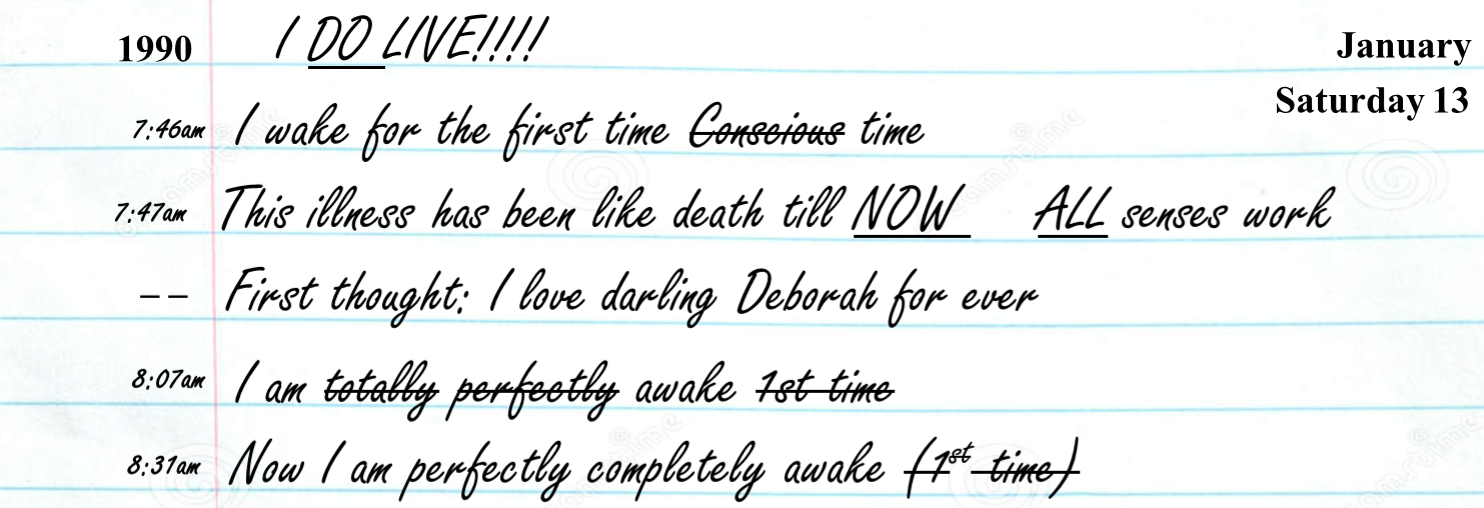 1990 I DO LIVE!!!! January
Saturday 13
7:46am I wake for the first time Conscious time
7:47am This illness has been like death till NOW ALL senses work
-- First thought: I love darling Deborah for ever
8:07am I am totally perfectly awake 1st time
8:31am Now I am perfectly completely awake (1st time)